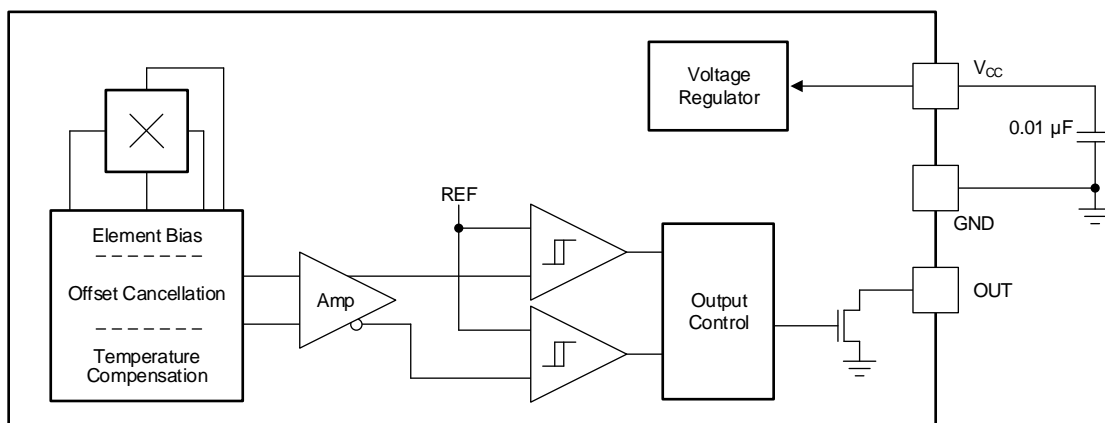 Voltage
Regulator
VCC
0.01 µF
GND
REF
Element Bias
Offset Cancellation
Temperature
Compensation
Amp
Output
Control
OUT